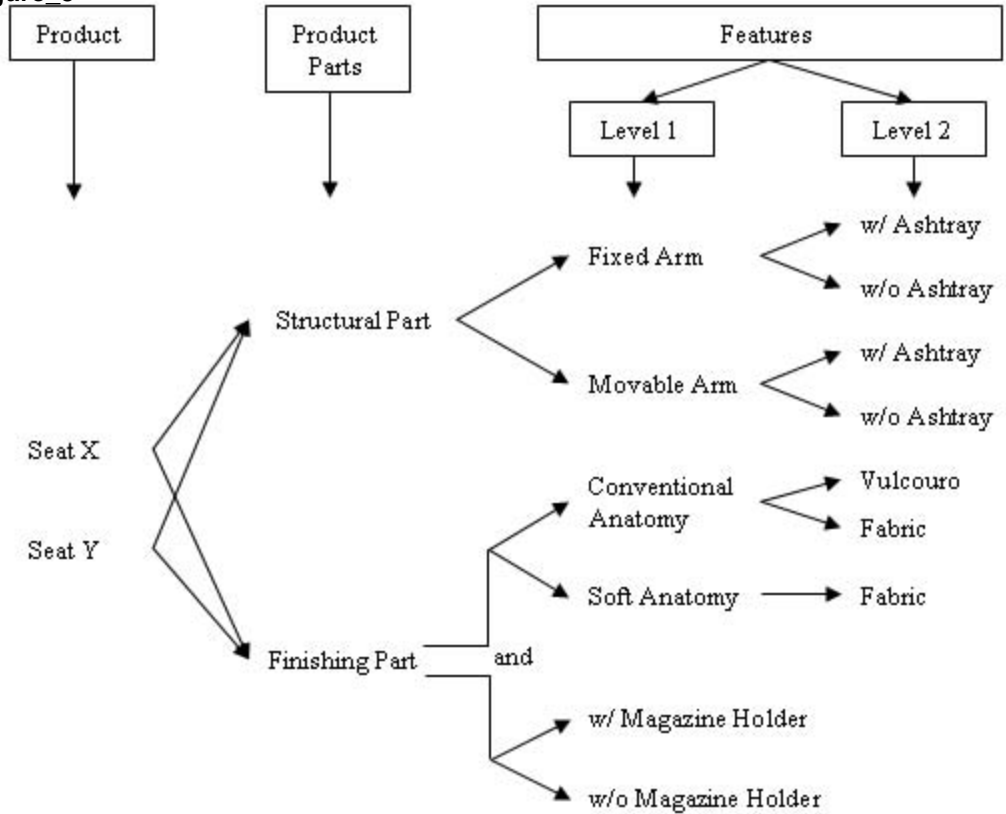 Product
Product
Parts
Features
Level 1
Level 2
w/ Ashtray
Fixed Arm
w/o Ashtray
Structural Part
w/ Ashtray
Movable Arm
w/o Ashtray
Seat X
Vulcouro
Conventional
Anatomy
Fabric
Seat Y
Soft Anatomy
Fabric
Finishing Part
and
w/ Magazine Holder
w/o Magazine Holder